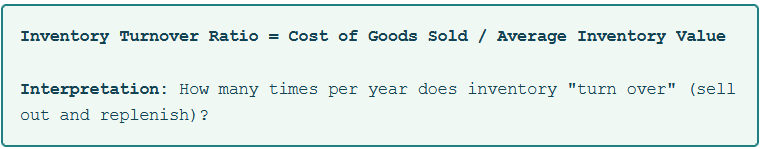 Inventory Turnover Ratio = Cost of Goods Sold / Average Inventory Value
Interpretation: How many times per year does inventory "turn over" (sell
out and replenish)?